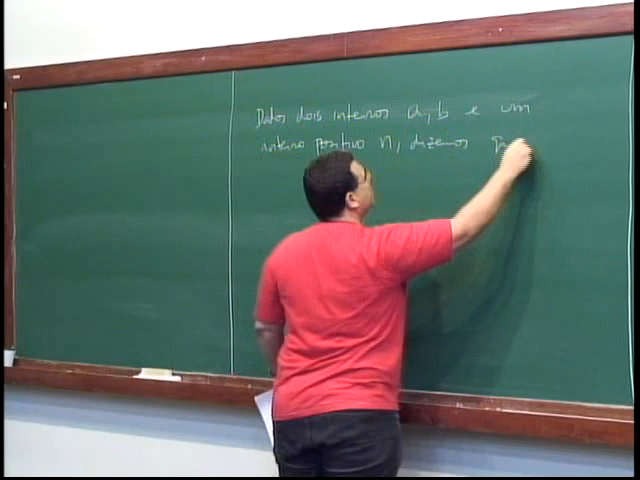 Dados dois inteiros a, b e um
inteiro positivo n, dizemos